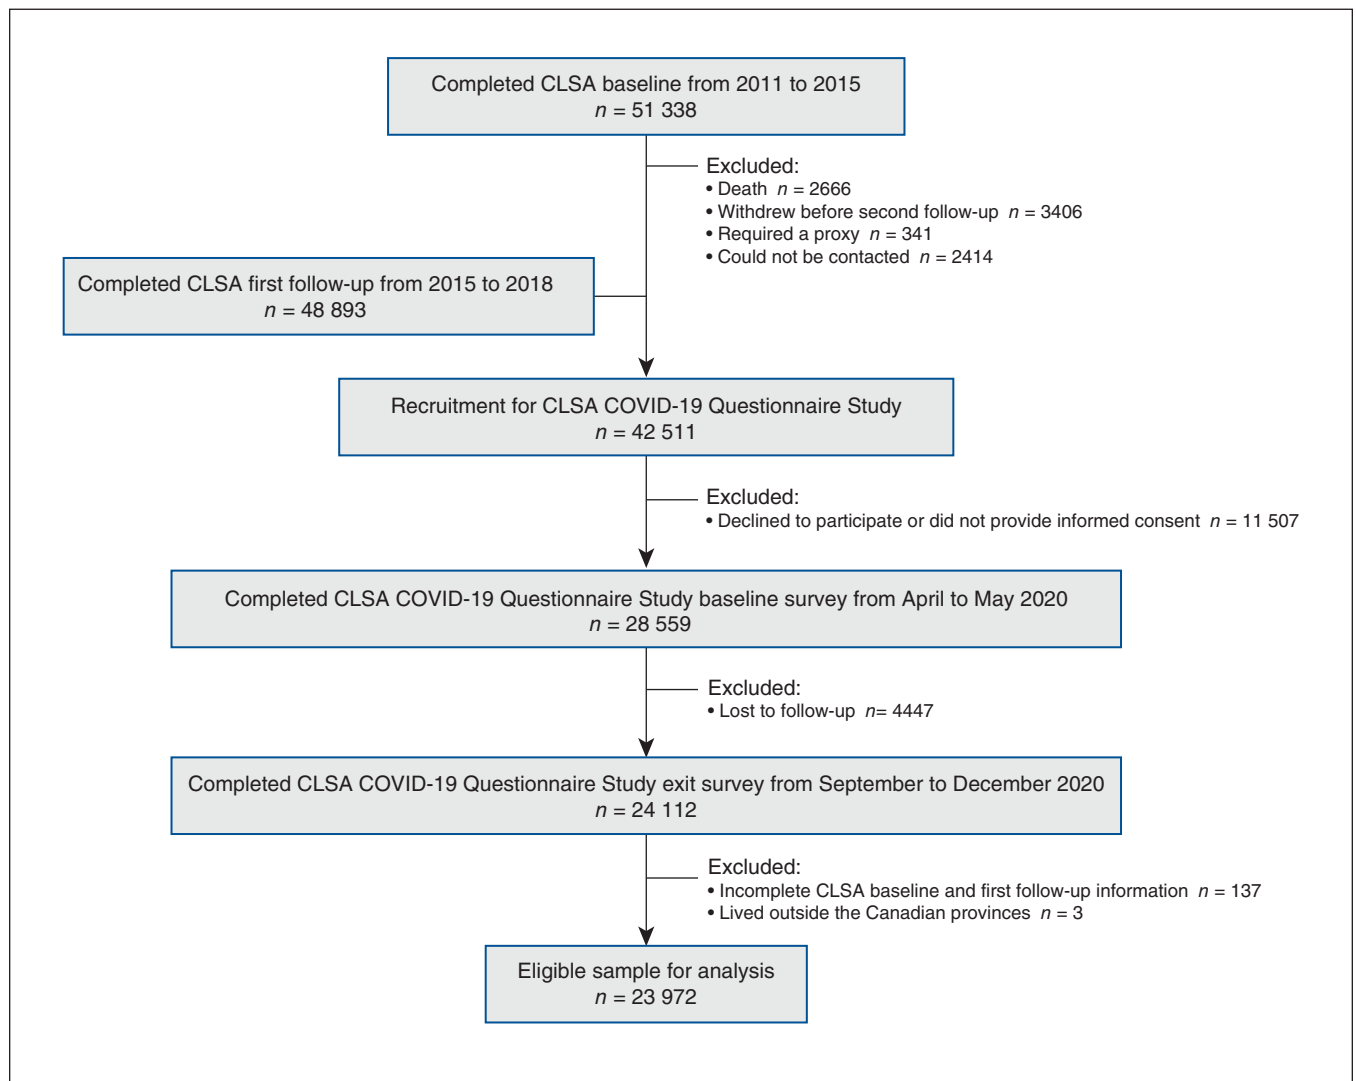 Completed CLSA baseline from 2011 to 2015
n = 51 338
Excluded:
• Death n = 2666
• Withdrew before second follow-up n = 3406
• Required a proxy n = 341
• Could not be contacted n = 2414
Completed CLSA first follow-up from 2015 to 2018
n = 48 893
Recruitment for CLSA COVID-19 Questionnaire Study
n = 42 511
Excluded:
• Declined to participate or did not provide informed consent n = 11 507
Completed CLSA COVID-19 Questionnaire Study baseline survey from April to May 2020
n = 28 559
Excluded:
• Lost to follow-up n= 4447
Completed CLSA COVID-19 Questionnaire Study exit survey from September to December 2020
n = 24 112
Excluded:
• Incomplete CLSA baseline and first follow-up information n = 137
• Lived outside the Canadian provinces n = 3
Eligible sample for analysis
n = 23 972